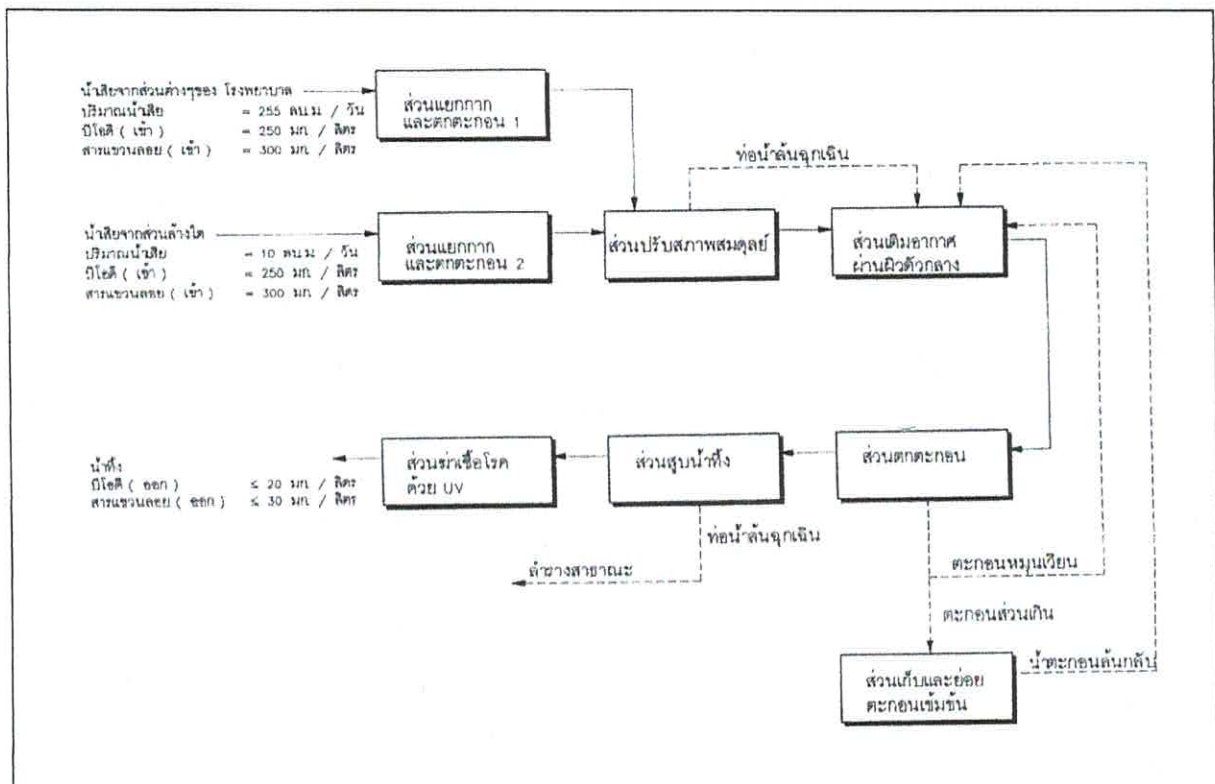 น้ำเสียจากส่วนต่างๆของ โรงพยาบาล
ปริมาณน้ำเสีย = 255 ลบ.ม / วัน
บีโอดี ( เข้า ) = 250 มก. / ลิตร
สารแขวนลอย ( เข้า ) = 300 มก. / ลิตร
ส่วนแยกกาก
และตกตะกอน 1
ท่อน้ำล้นฉุกเฉิน
น้ำเสียจากส่วนล้างไต
ปริมาณน้ำเสีย = 10 ลบ.ม / วัน
บีโอดี ( เข้า ) = 250 มก. / ลิตร
สารแขวนลอย ( เข้า ) = 300 มก. / ลิตร
ส่วนแยกกาก
และตกตะกอน 2
ส่วนปรับสภาพสมดุลย์
ส่วนเติมอากาศ
ผ่านผิวตัวกลาง
น้ำทิ้ง
บีโอดี ( ออก ) ≤ 20 มก. / ลิตร
สารแขวนลอย ( ออก ) ≤ 30 มก. / ลิตร
ส่วนฆ่าเชื้อโรค
ด้วย UV
ส่วนสูบน้ำทิ้ง
ส่วนตกตะกอน
ท่อน้ำล้นฉุกเฉิน
ลำรางสาธาณะ
ตะกอนหมุนเวียน
ตะกอนส่วนเกิน
ส่วนเก็บและย่อย
ตะกอนเข้มข้น
น้ำตะกอนล้นกลับ